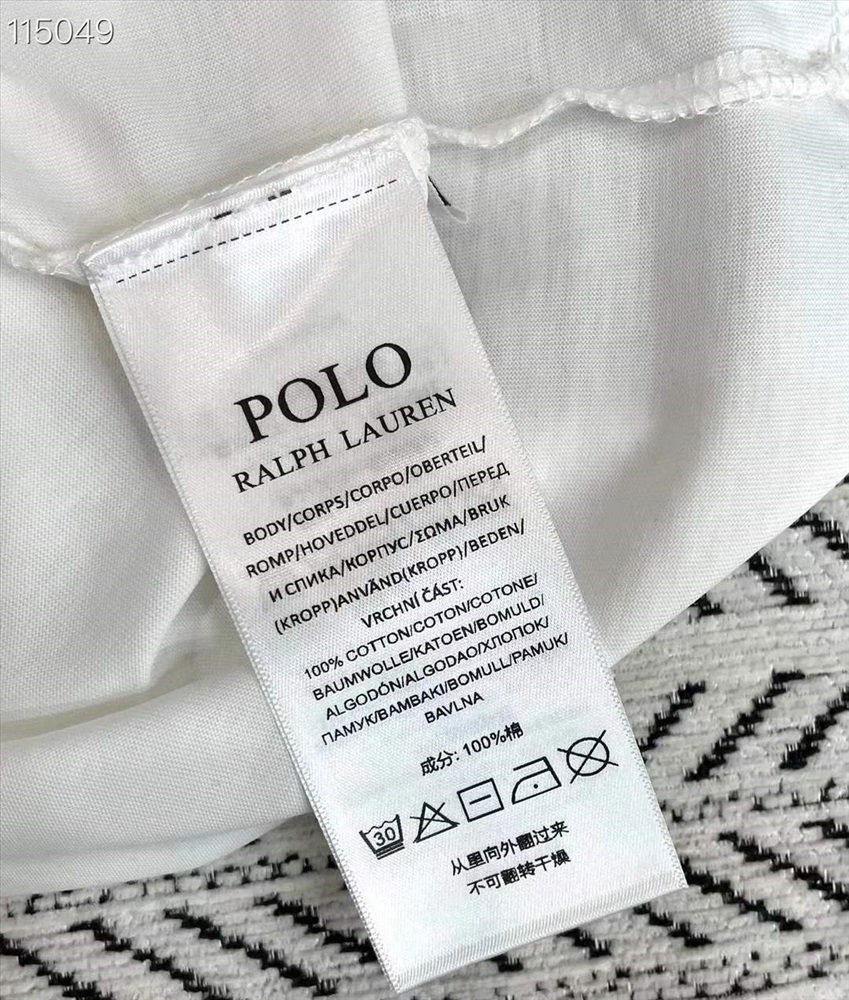 115049
POLO
RALPH LAUREN
BODY/CORPS/CORPO/OBERTEIL/
ROMP/HOVEDDEL/CUERPO/ПЕРЕД
И СПИКА/КОРПУС/ΣΩΜΑ/BRUK
(KROPP)ANVÄND(KROPP)/BEDEN/
VRCHNÍ ČÁST:
100% COTTON/COTON/COTONE/
BAUMWOLLE/KATOEN/BOMULD/
ALGODÓN/ALGODAO/ХЛОПОК/
ПАМУК/BAMBAKI/BOMULL/PAMUK/
BAVLNA
成分: 100%棉
30
从里向外翻过来
不可翻转干燥